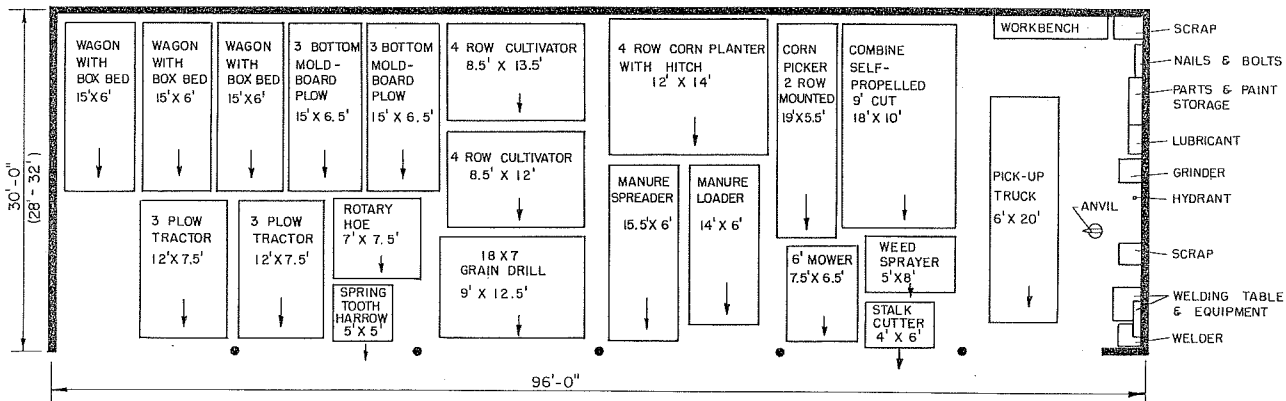 WAGON
WITH
BOX BED
15'X6'
WAGON
WITH
BOX BED
15'X 6'
WAGON
WITH
BOX BED
15'X6'
3 BOTTOM
MOLD-
BOARD
PLOW
15'X 6.5'
3 BOTTOM
MOLD-
BOARD
PLOW
15'X 6.5'
4 ROW CULTIVATOR
8.5' X 13.5'
4 ROW CORN PLANTER
WITH HITCH
12' X 14'
CORN
PICKER
2 ROW
MOUNTED
19'X5.5'
COMBINE
SELF-
PROPELLED
9' CUT
18'X10'
WORKBENCH
SCRAP
NAILS & BOLTS
PARTS & PAINT
STORAGE
LUBRICANT
GRINDER
HYDRANT
ANVIL
SCRAP
WELDING TABLE
& EQUIPMENT
WELDER
4 ROW CULTIVATOR
8.5' X 12'
MANURE
SPREADER
15.5'X 6'
MANURE
LOADER
14'X 6'
PICK-UP
TRUCK
6'X 20'
3 PLOW
TRACTOR
12'X 7.5'
3 PLOW
TRACTOR
12'X7.5'
ROTARY
HOE
7'X 7.5'
SPRING
TOOTH
HARROW
5'X 5'
18 X 7
GRAIN DRILL
9' X 12.5'
6' MOWER
7.5'X6.5'
WEED
SPRAYER
5'X8'
STALK
CUTTER
4'X 6'
30'-0"
(28'-32')
96'-0"